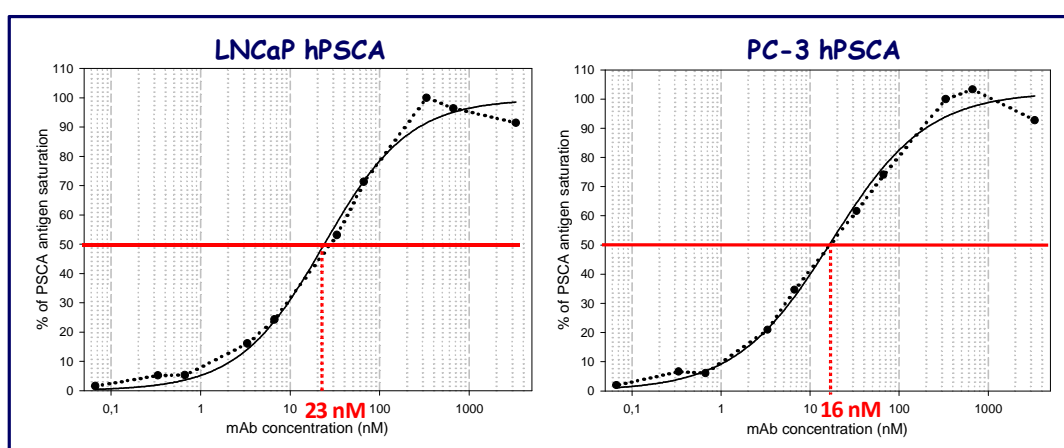 LNCaP hPSCA
% of PSCA antigen saturation
110
100
90
80
70
60
50
40
30
20
10
0
0,1 1 10 100 1000
23 nM
mAb concentration (nM)
PC-3 hPSCA
% of PSCA antigen saturation
110
100
90
80
70
60
50
40
30
20
10
0
0,1 1 10 100 1000
16 nM
mAb concentration (nM)